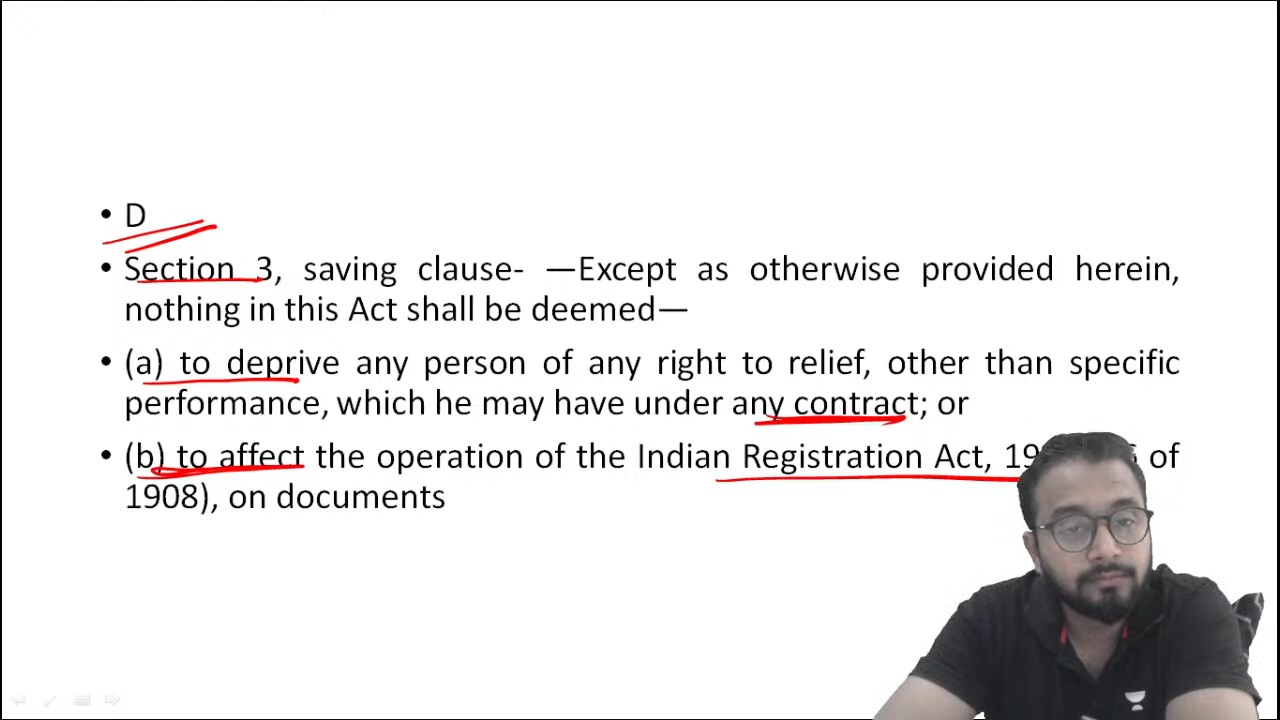 • D
• Section 3, saving clause- —Except as otherwise provided herein,
nothing in this Act shall be deemed—
• (a) to deprive any person of any right to relief, other than specific
performance, which he may have under any contract; or
• (b) to affect the operation of the Indian Registration Act, of
1908), on documents